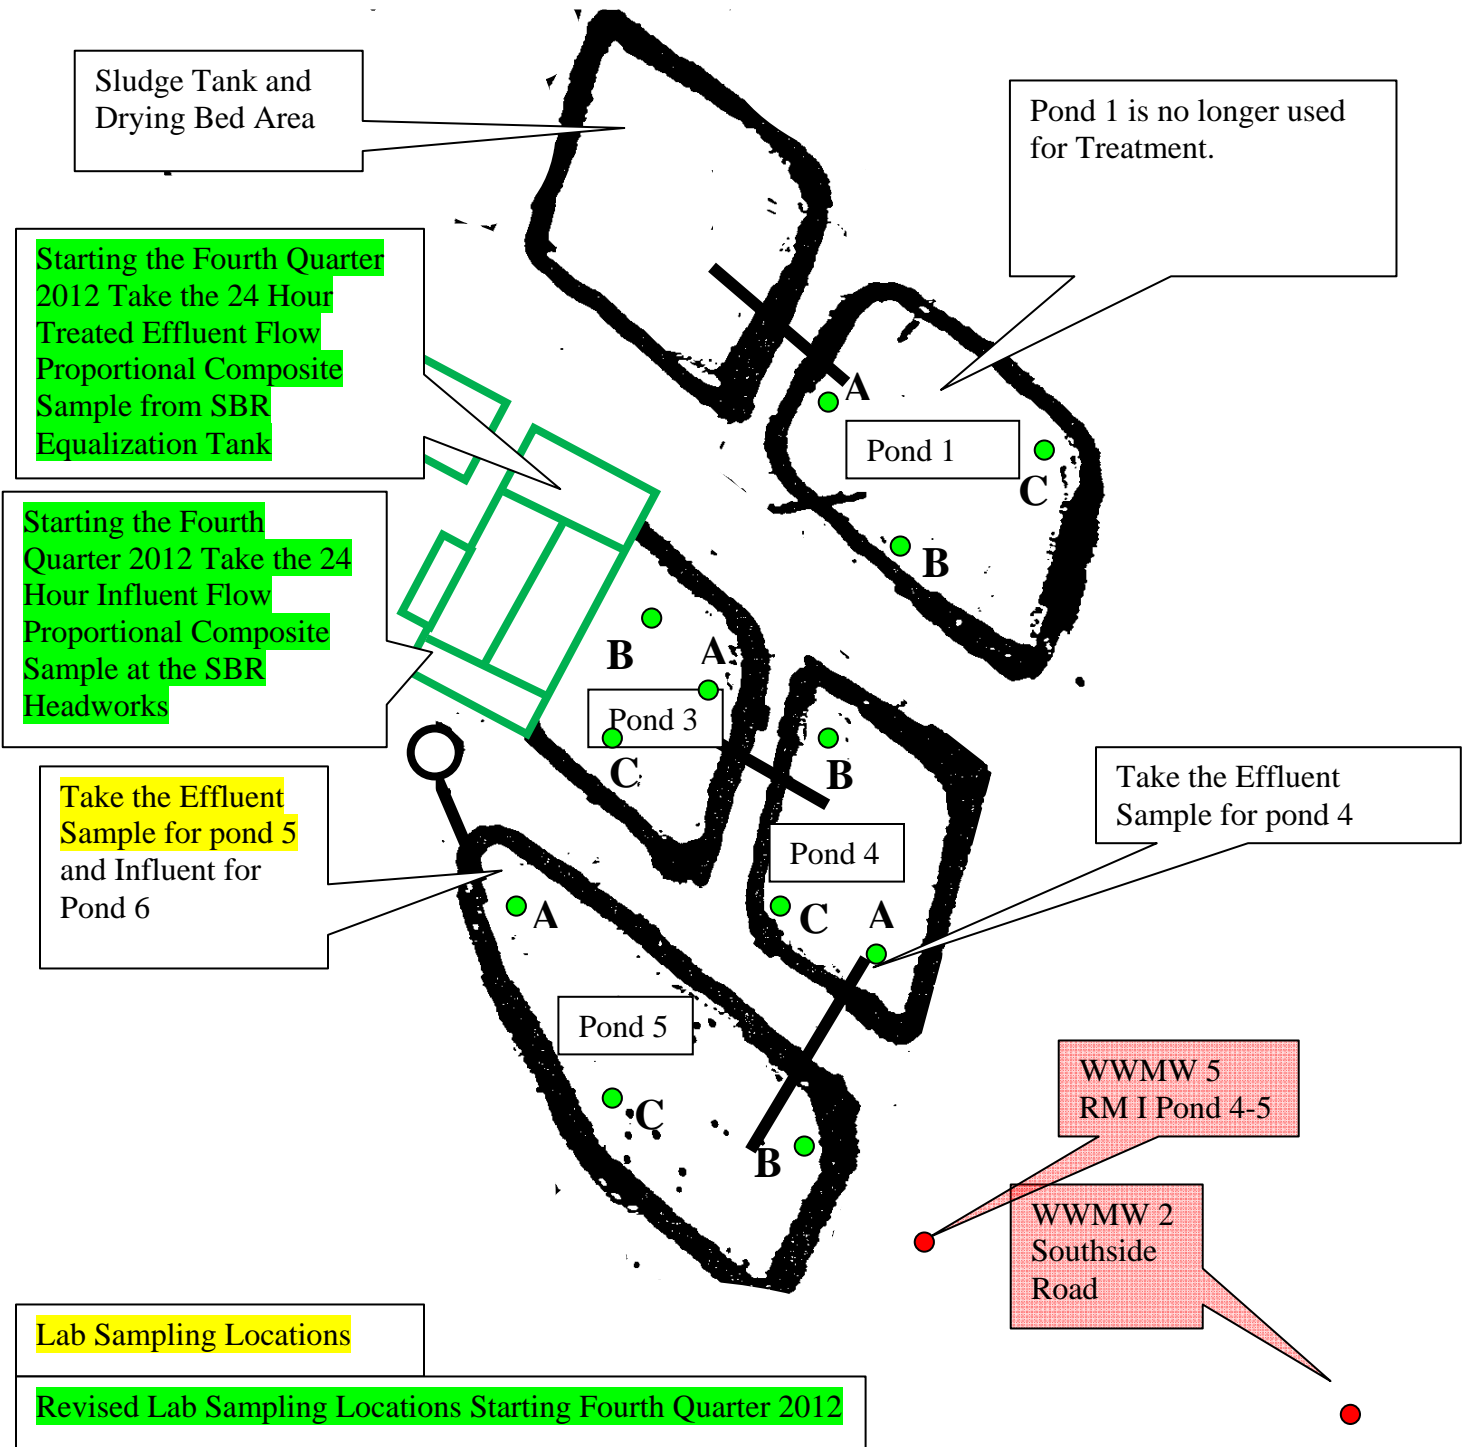 Sludge Tank and
Drying Bed Area
Pond 1 is no longer used
for Treatment.
Starting the Fourth Quarter
2012 Take the 24 Hour
Treated Effluent Flow
Proportional Composite
Sample from SBR
Equalization Tank
A
Pond 1
C
B
Starting the Fourth
Quarter 2012 Take the 24
Hour Influent Flow
Proportional Composite
Sample at the SBR
Headworks
B
A
Pond 3
C
B
Pond 4
C
A
Take the Effluent
Sample for pond 4
Take the Effluent
Sample for pond 5
and Influent for
Pond 6
A
Pond 5
C
B
WWMW 5
RM I Pond 4-5
WWMW 2
Southside
Road
Lab Sampling Locations
Revised Lab Sampling Locations Starting Fourth Quarter 2012